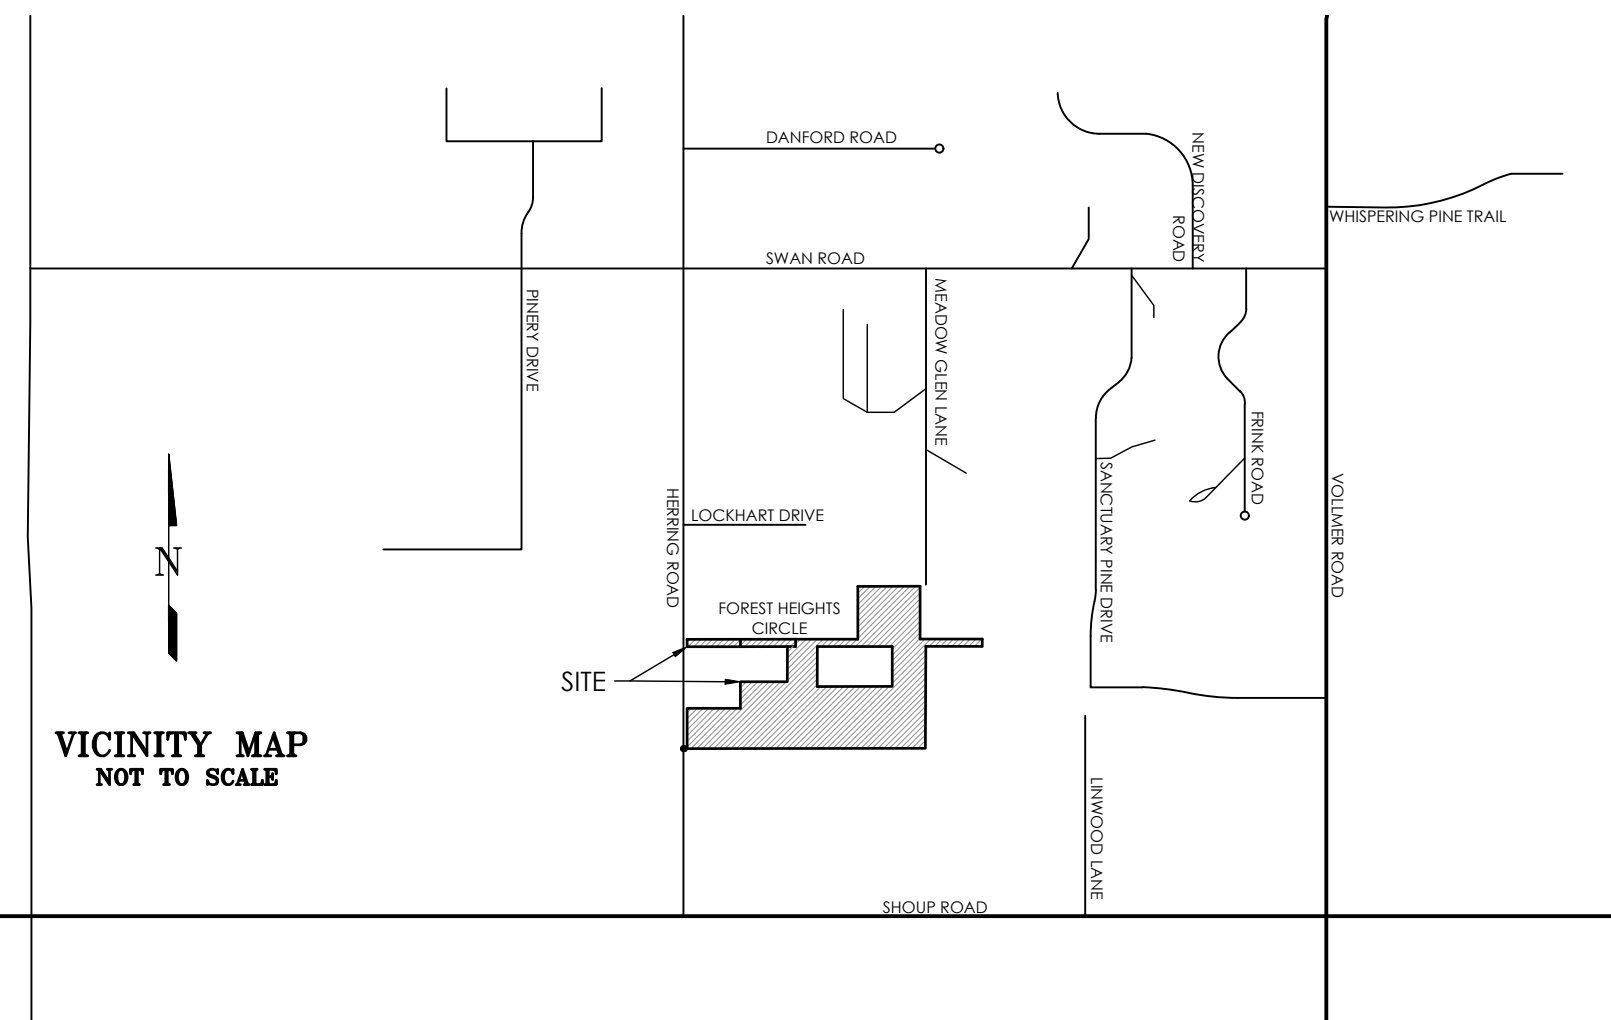 DANFORD ROAD
NEW DISCOVERY
ROAD
WHISPERING PINE TRAIL
SWAN ROAD
PINERY DRIVE
MEADOW GLEN LANE
FRINK ROAD
SANCTUARY PINE DRIVE
VOLLMER ROAD
HERRING ROAD
LOCKHART DRIVE
N
FOREST HEIGHTS
CIRCLE
SITE
VICINITY MAP
NOT TO SCALE
LINWOOD LANE
SHOUP ROAD